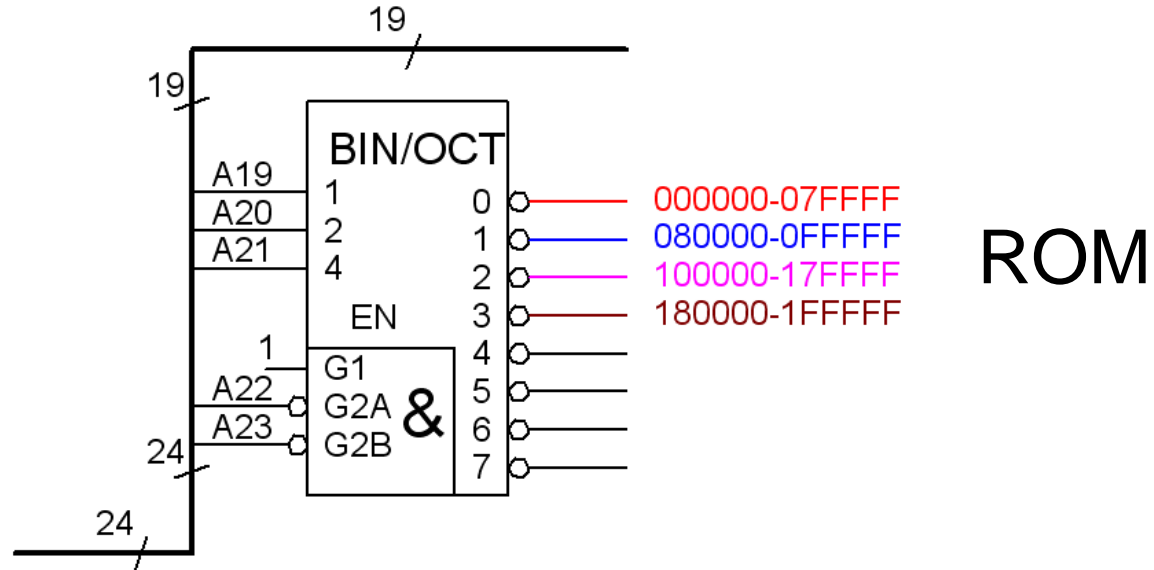 19
19
BIN/OCT
A19 1 0 000000-07FFFF
A20 2 1 080000-0FFFFF
A21 4 2 100000-17FFFF
ROM
EN 3 180000-1FFFFF
1 G1 4
A22 G2A & 5
A23 G2B 6
24 7
24